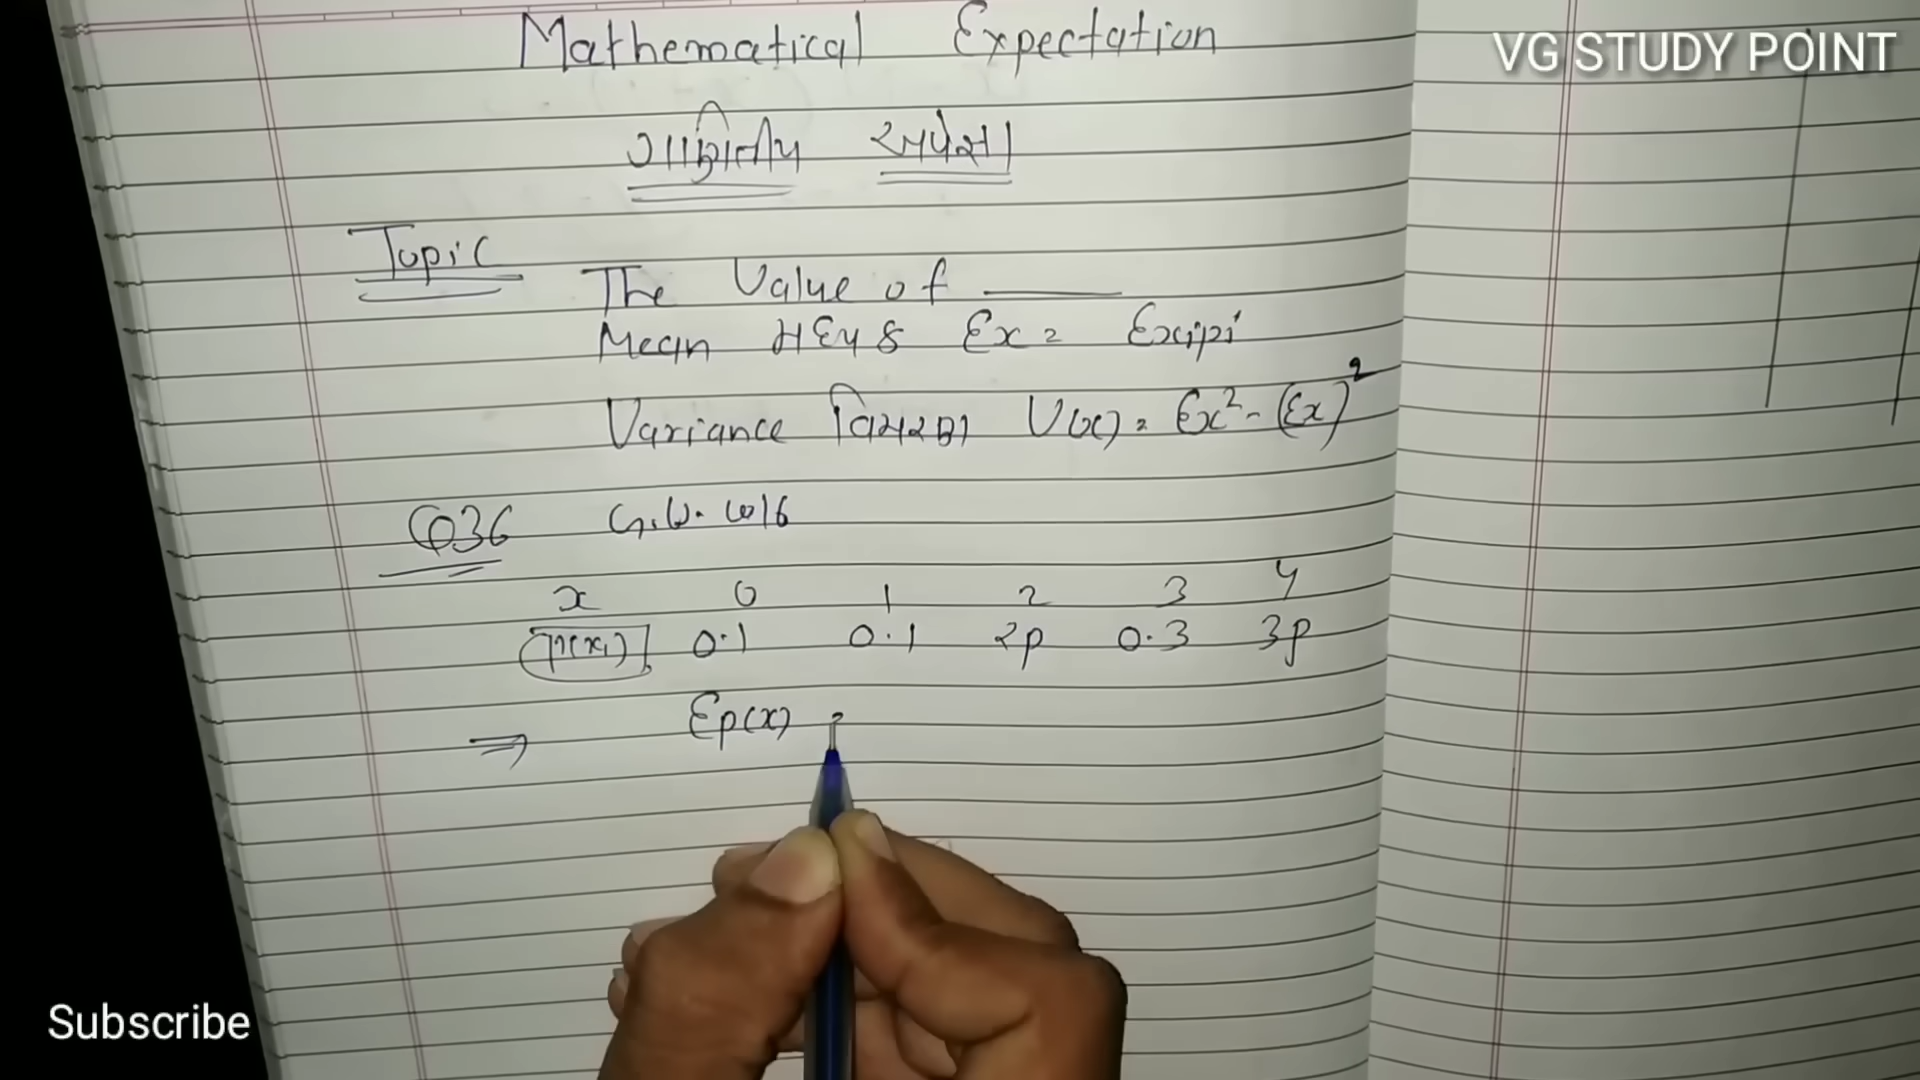 Mathematical Expectation
VG STUDY POINT
ગાણિતીય
Topic
The Value of ———
Mean મધ્યક Ex = Σxipi
Variance વિચરણ V(x) = Ex² - (Ex)²
Q36 G.U. 2016
x 0 1 2 3 4
p(x) 0.1 0.1 2p 0.3 3p
⇒ Σp(x) =
Subscribe